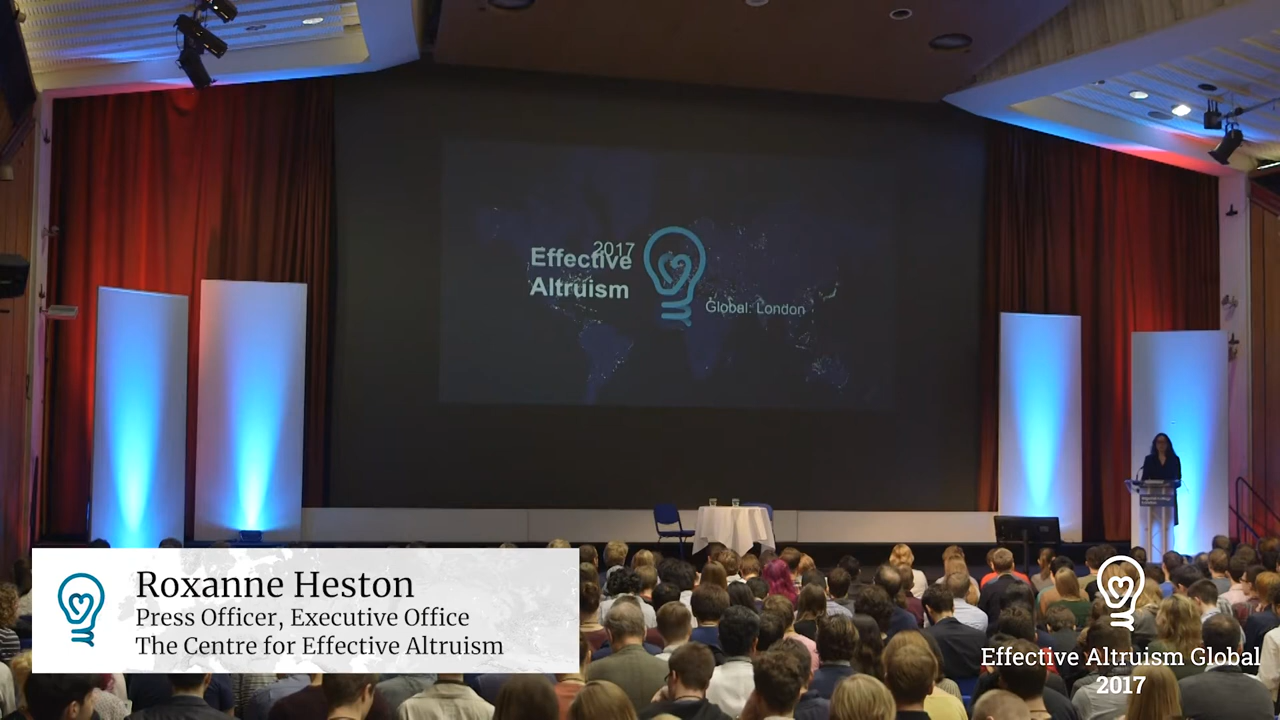 2017
Effective
Altruism
Global: London
Roxanne Heston
Press Officer, Executive Office
The Centre for Effective Altruism
Effective Altruism Global
2017